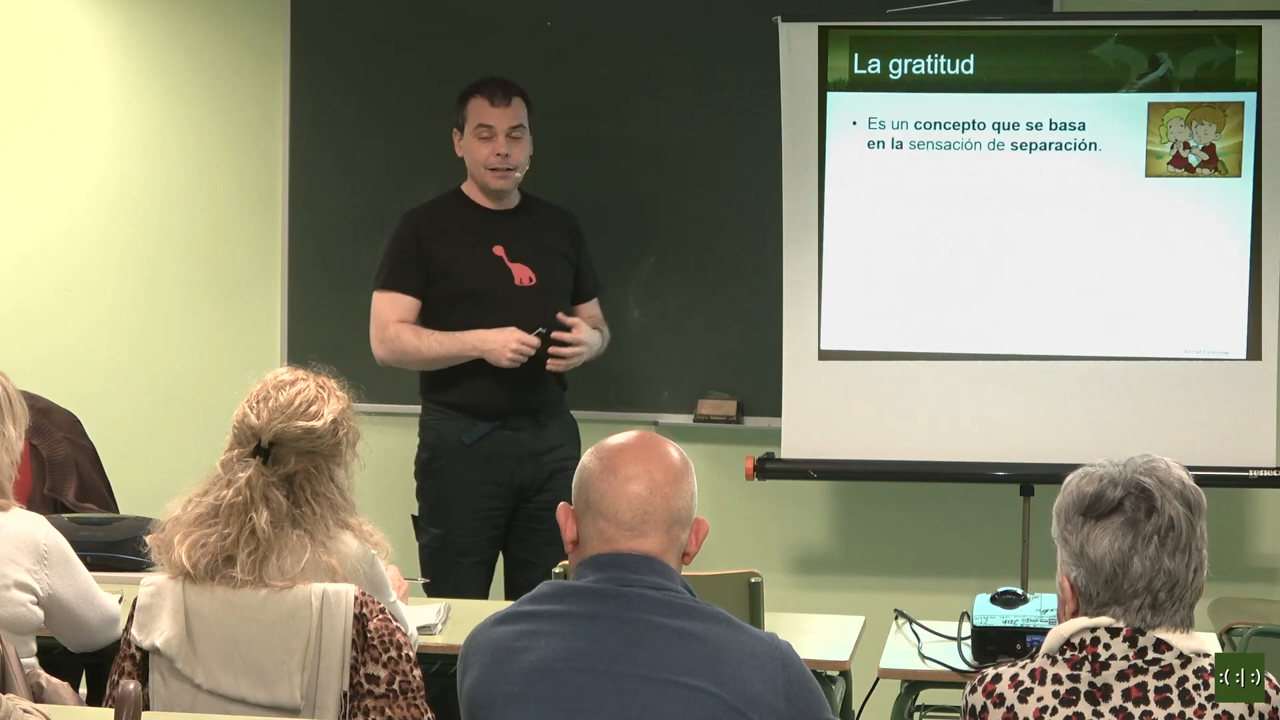 La gratitud
• Es un concepto que se basa
en la sensación de separación.
:( :| :)